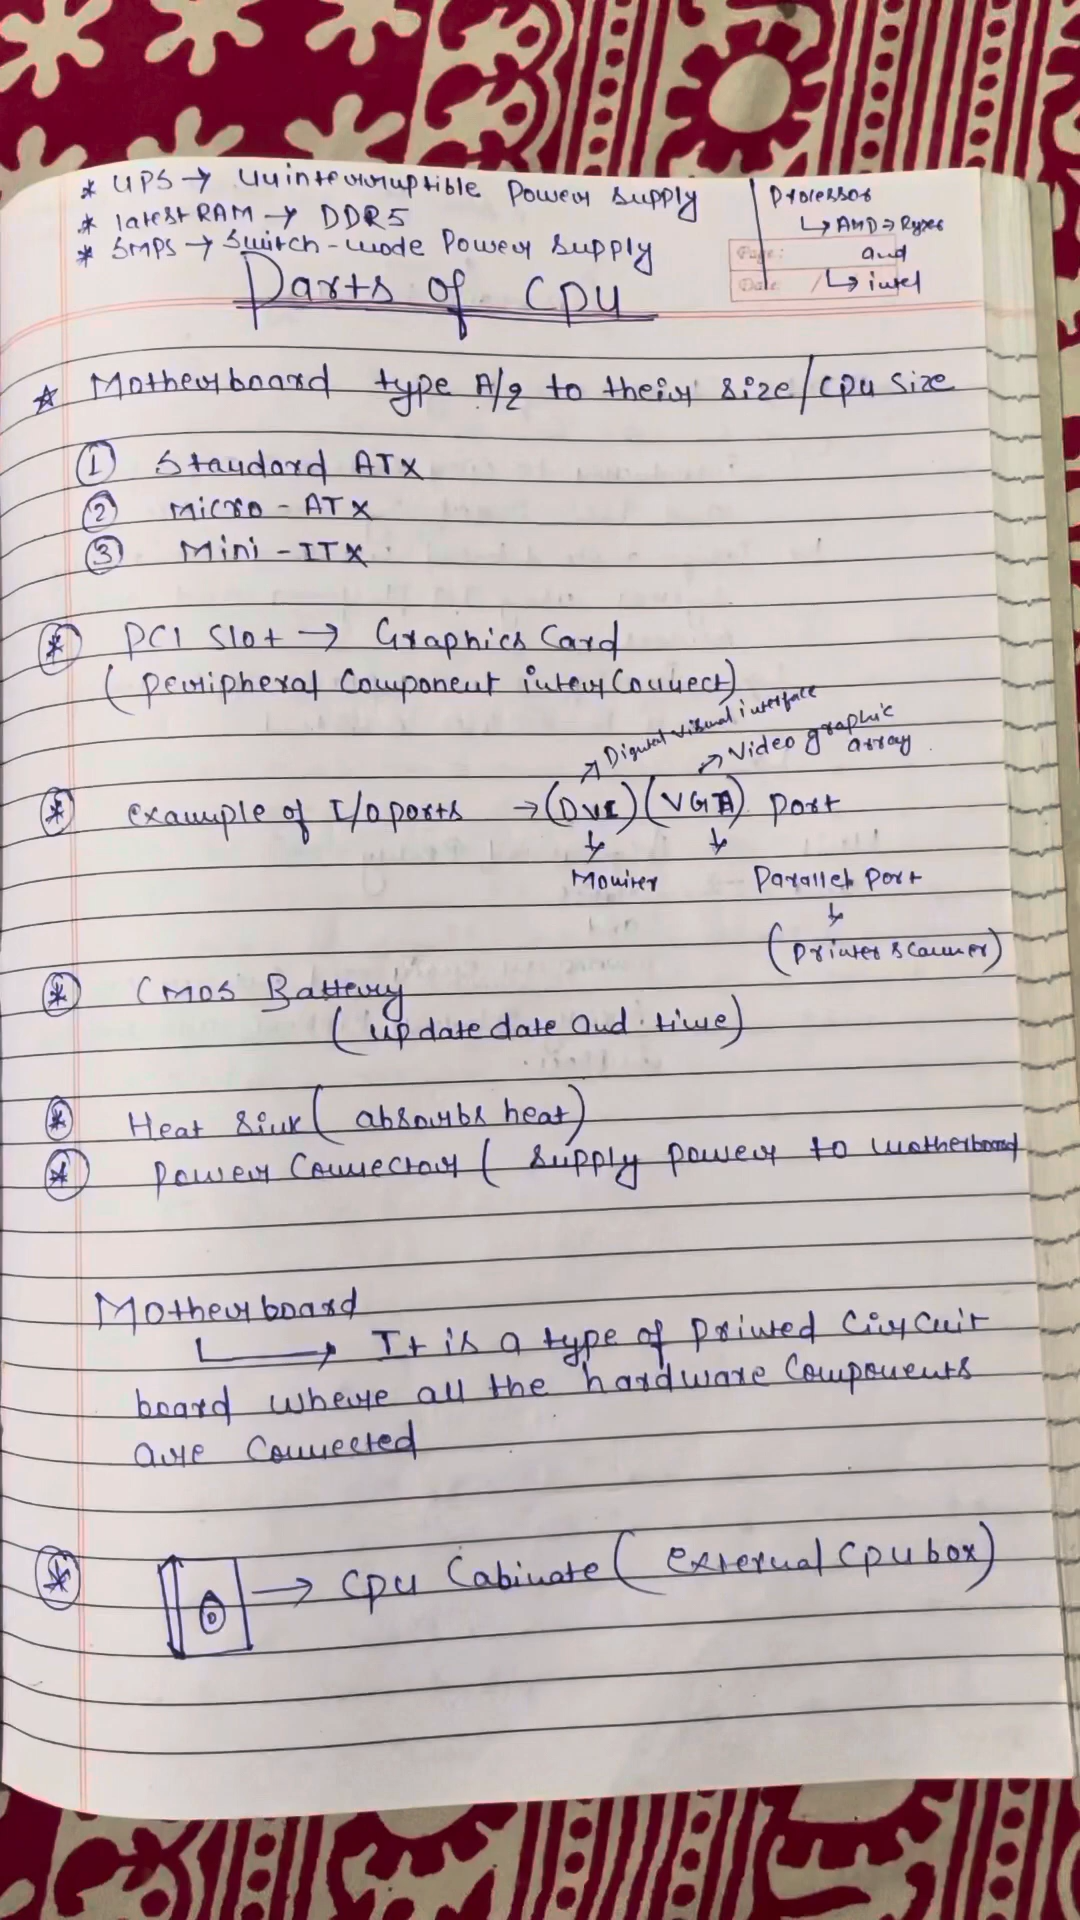 * UPS → Uninterruptible Power Supply
* latest RAM → DDR5
* SMPS → Switch-mode Power Supply
Processor
↳ AMD → Ryzen
and
↳ intel
Page:
Date /
Parts of CPU
* Motherboard type A/q to their size/CPU size
① Standard ATX
② Micro-ATX
③ Mini-ITX
* PCI Slot → Graphics Card
(Peripheral Component interconnect)
↗ Digital visual interface
↗ Video graphic
array
* example of I/O ports → (DVI) (VGA) port
↓ ↓
Moniter Parallel Port
↓
(Printer scanner)
* CMOS Battery
(update date and time)
* Heat Sink (absorbs heat)
* Power Connector (Supply power to motherboard
Motherboard
↳ It is a type of printed Circuit
board where all the hardware Components
are Connected
* → CPU Cabinate (External CPU box)